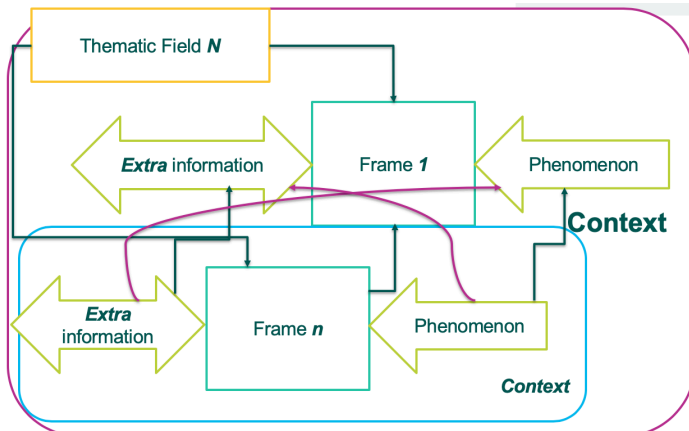 Thematic Field N
Extra information
Frame 1
Phenomenon
Context
Extra
information
Frame n
Phenomenon
Context